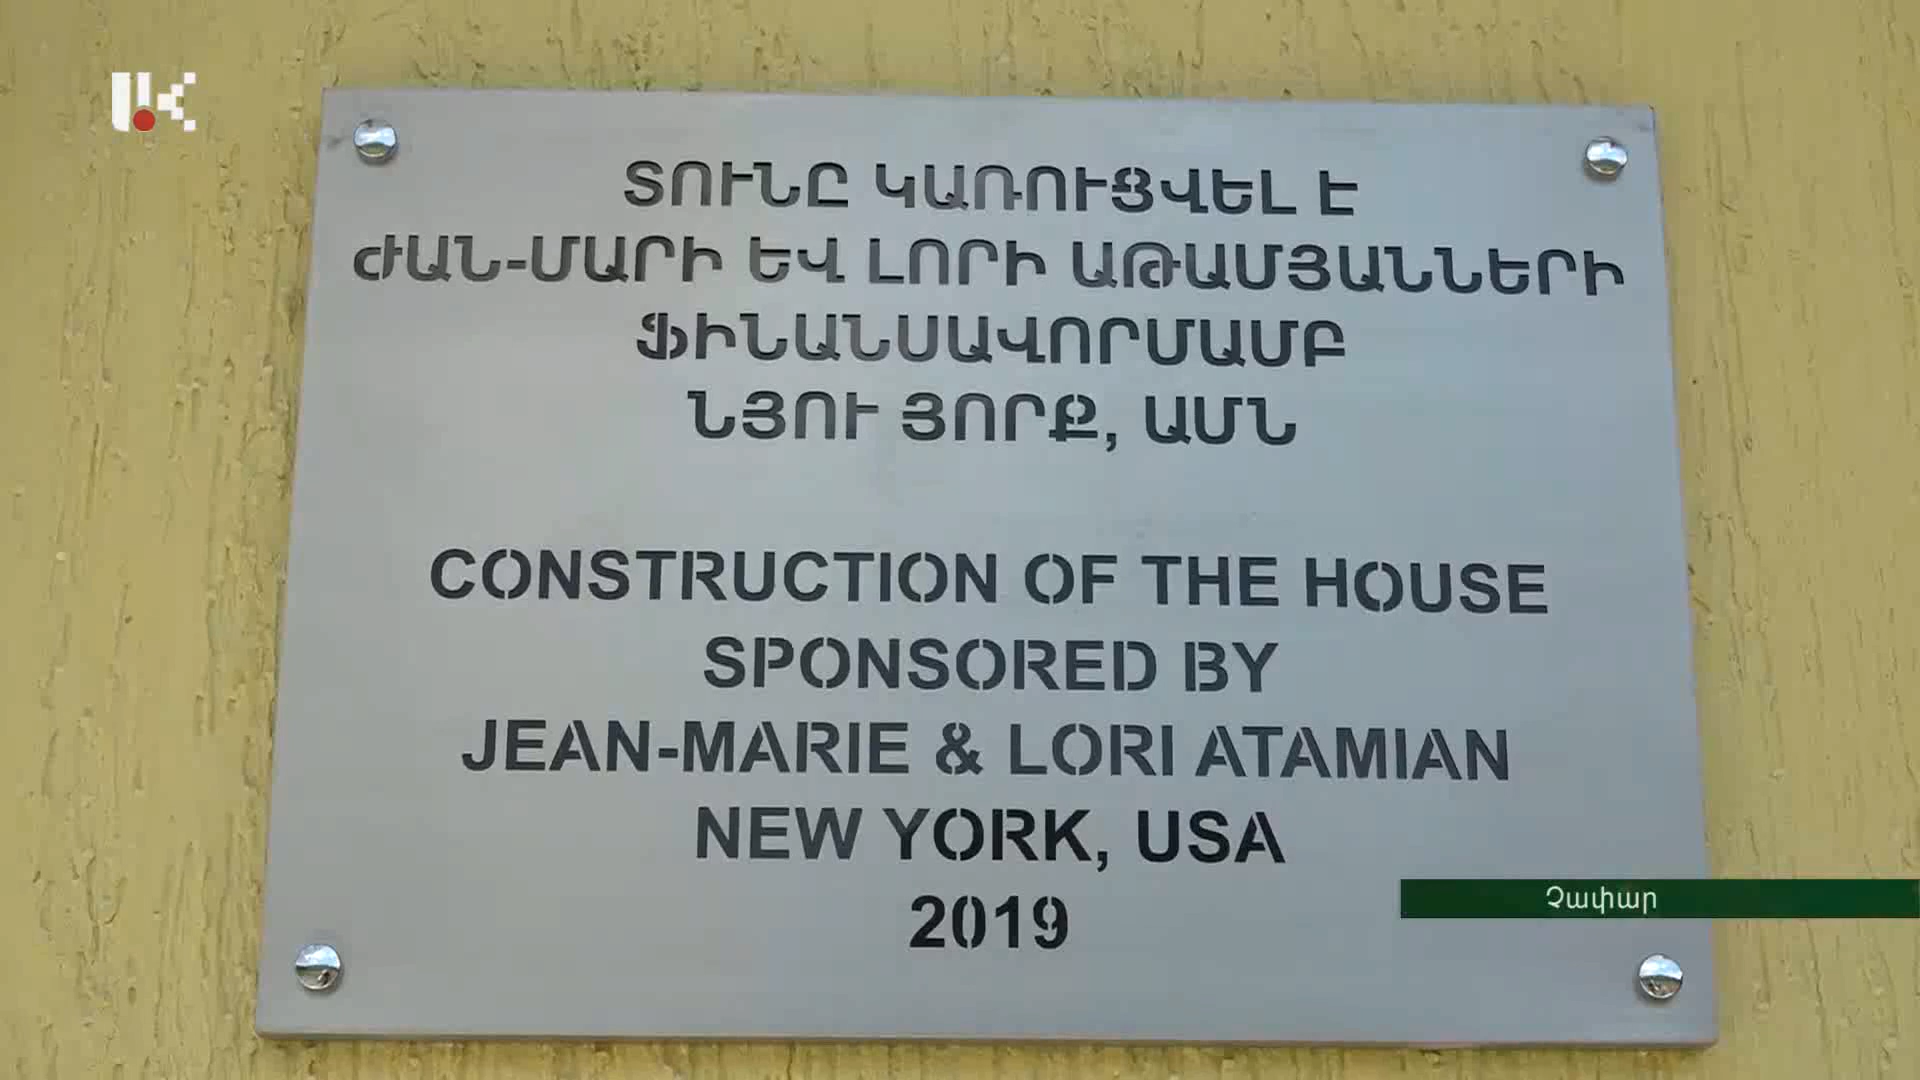 ՏՈՒՆԸ ԿԱՌՈՒՑՎԵԼ Է
ԺԱՆ-ՄԱՐԻ ԵՎ ԼՈՐԻ ԱԹԱՄՅԱՆՆԵՐԻ
ՖԻՆԱՆՍԱՎՈՐՄԱՄԲ
ՆՅՈՒ ՅՈՐՔ, ԱՄՆ
CONSTRUCTION OF THE HOUSE
SPONSORED BY
JEAN-MARIE & LORI ATAMIAN
NEW YORK, USA
2019
Չափար